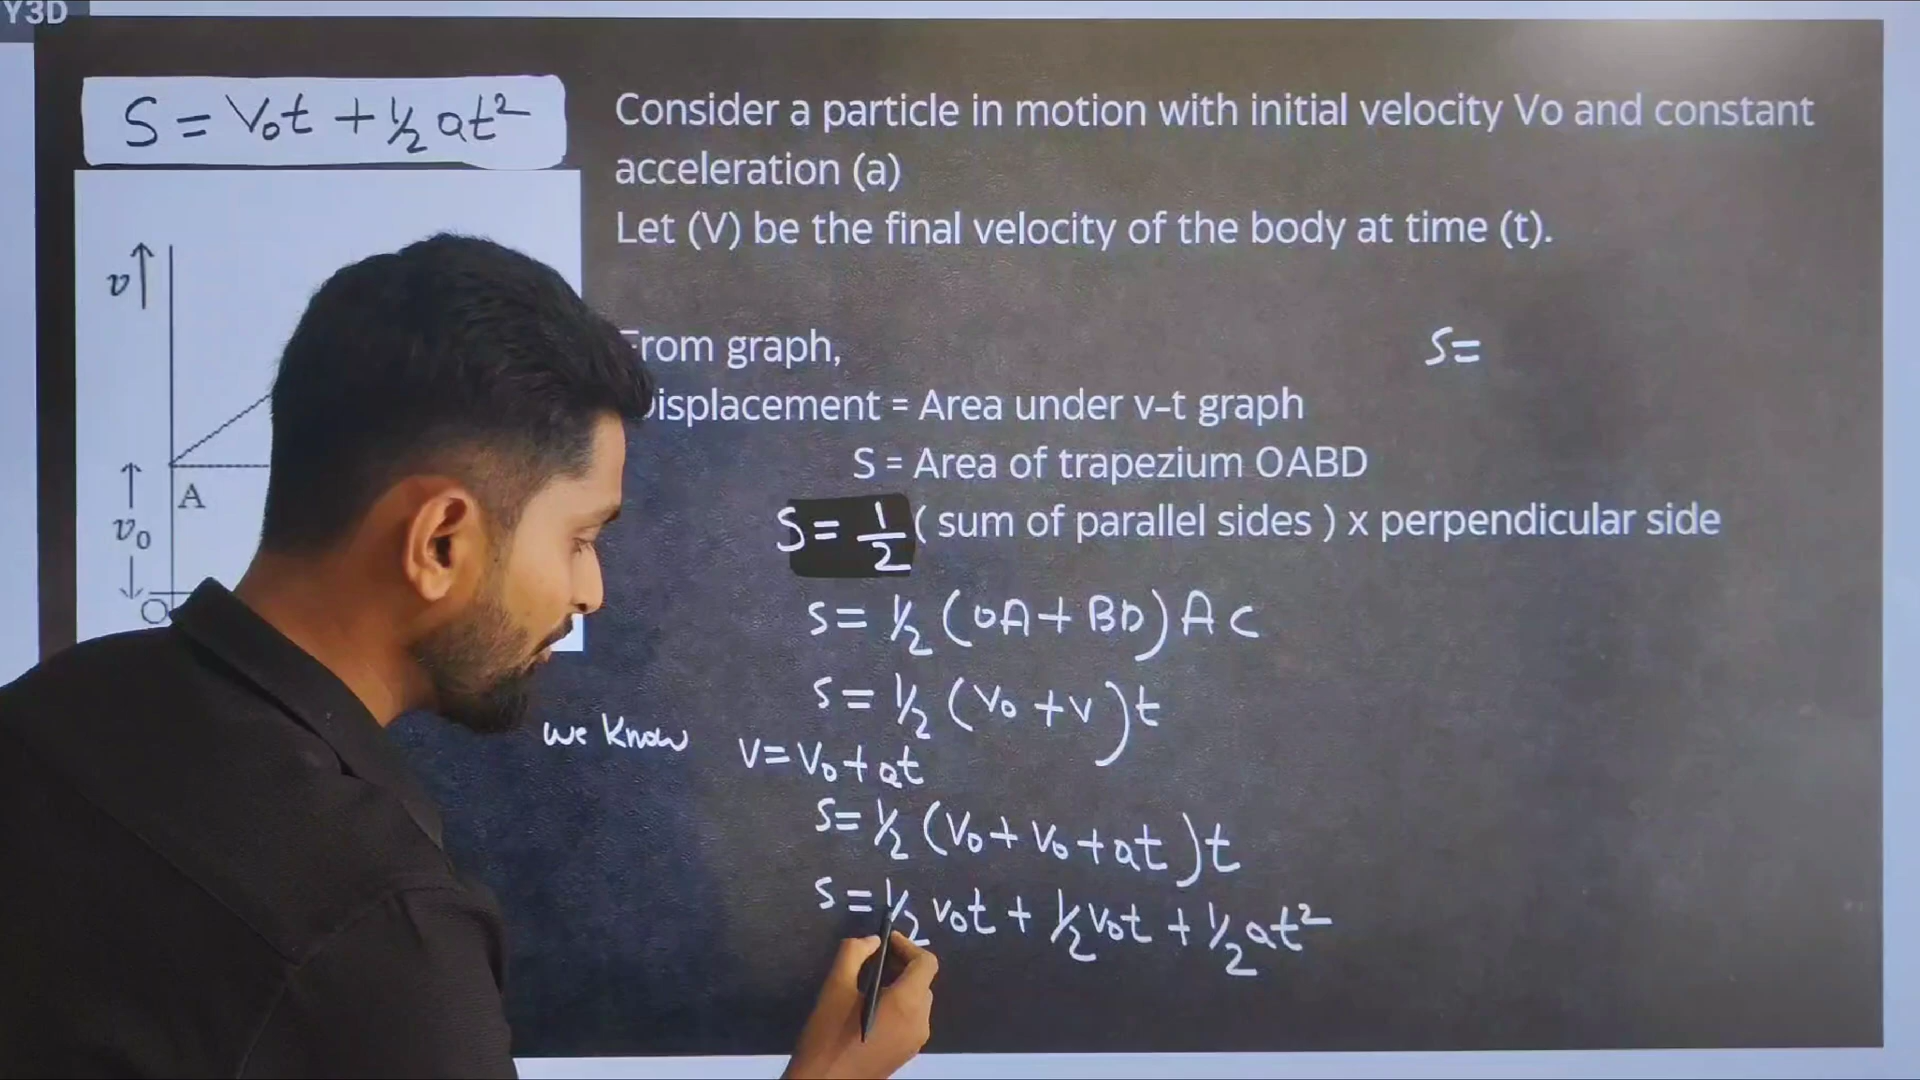 Y3D
S = V₀t + ½ at²
Consider a particle in motion with initial velocity Vo and constant
acceleration (a)
Let (V) be the final velocity of the body at time (t).
v
A
v₀
O
From graph,
S=
Displacement = Area under v-t graph
S = Area of trapezium OABD
S = 1/2 ( sum of parallel sides ) x perpendicular side
S = ½ (OA + BD) A C
S = ½ (V₀ + V) t
we know V = V₀ + at
S = ½ (V₀ + V₀ + at) t
S = ½ V₀t + ½ V₀t + ½ at²